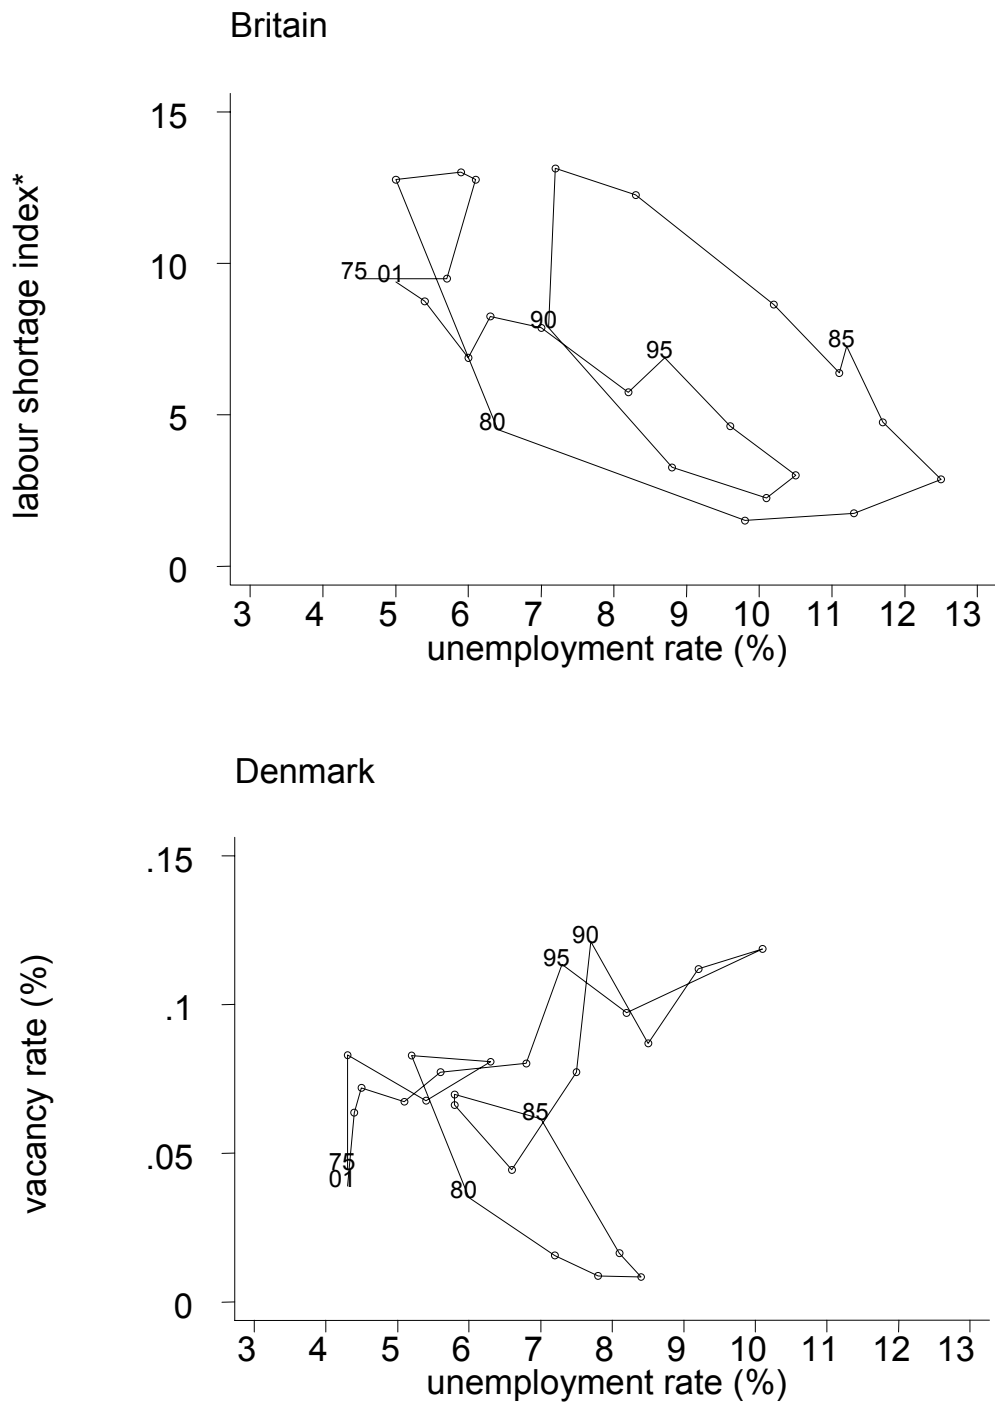 Britain
labour shortage index*
15
10
5
0
75
01
80
90
95
85
3 4 5 6 7 8 9 10 11 12 13
unemployment rate (%)
Denmark
vacancy rate (%)
.15
.1
.05
0
90
95
85
75
01
80
3 4 5 6 7 8 9 10 11 12 13
unemployment rate (%)